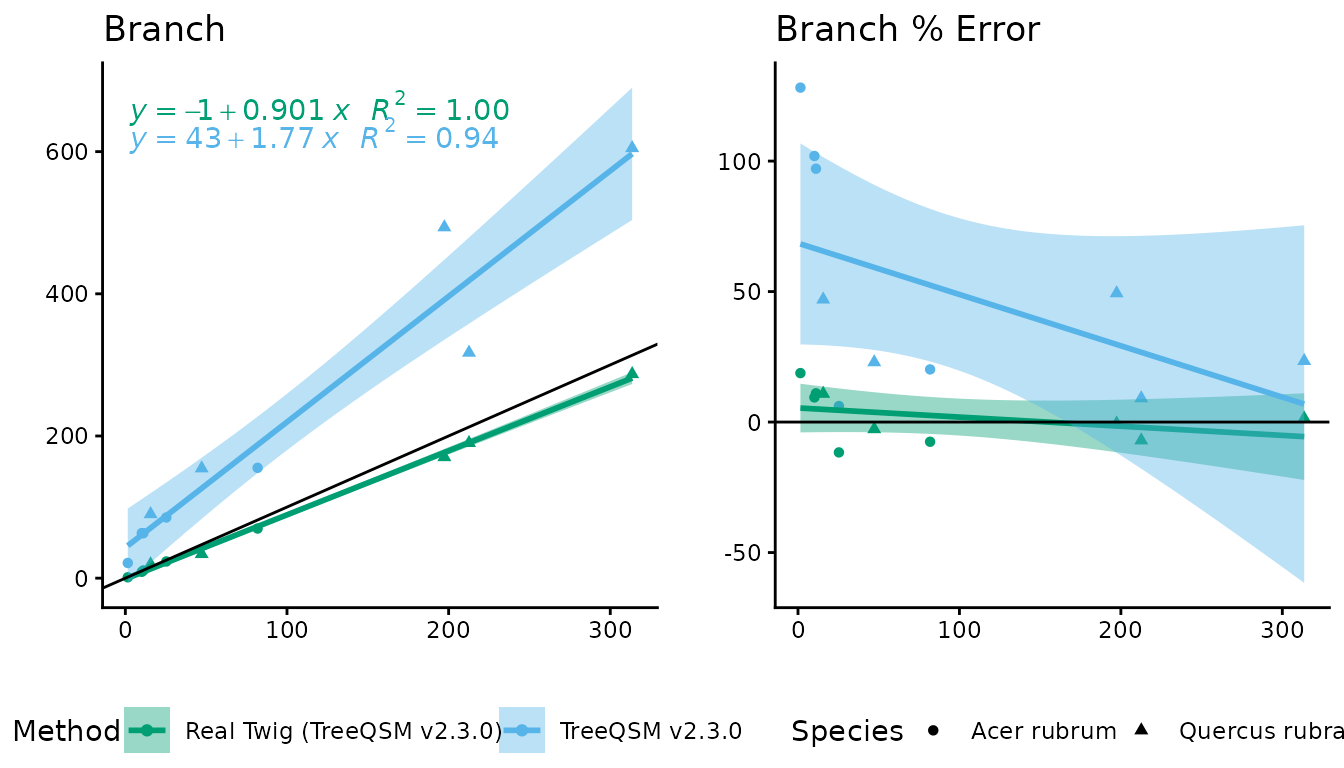 Branch
y = −1 + 0.901 x R² = 1.00
y = 43 + 1.77 x R² = 0.94
600
400
200
0
0 100 200 300
Branch % Error
100
50
0
-50
0 100 200 300
Method Real Twig (TreeQSM v2.3.0) TreeQSM v2.3.0 Species Acer rubrum Quercus rubra